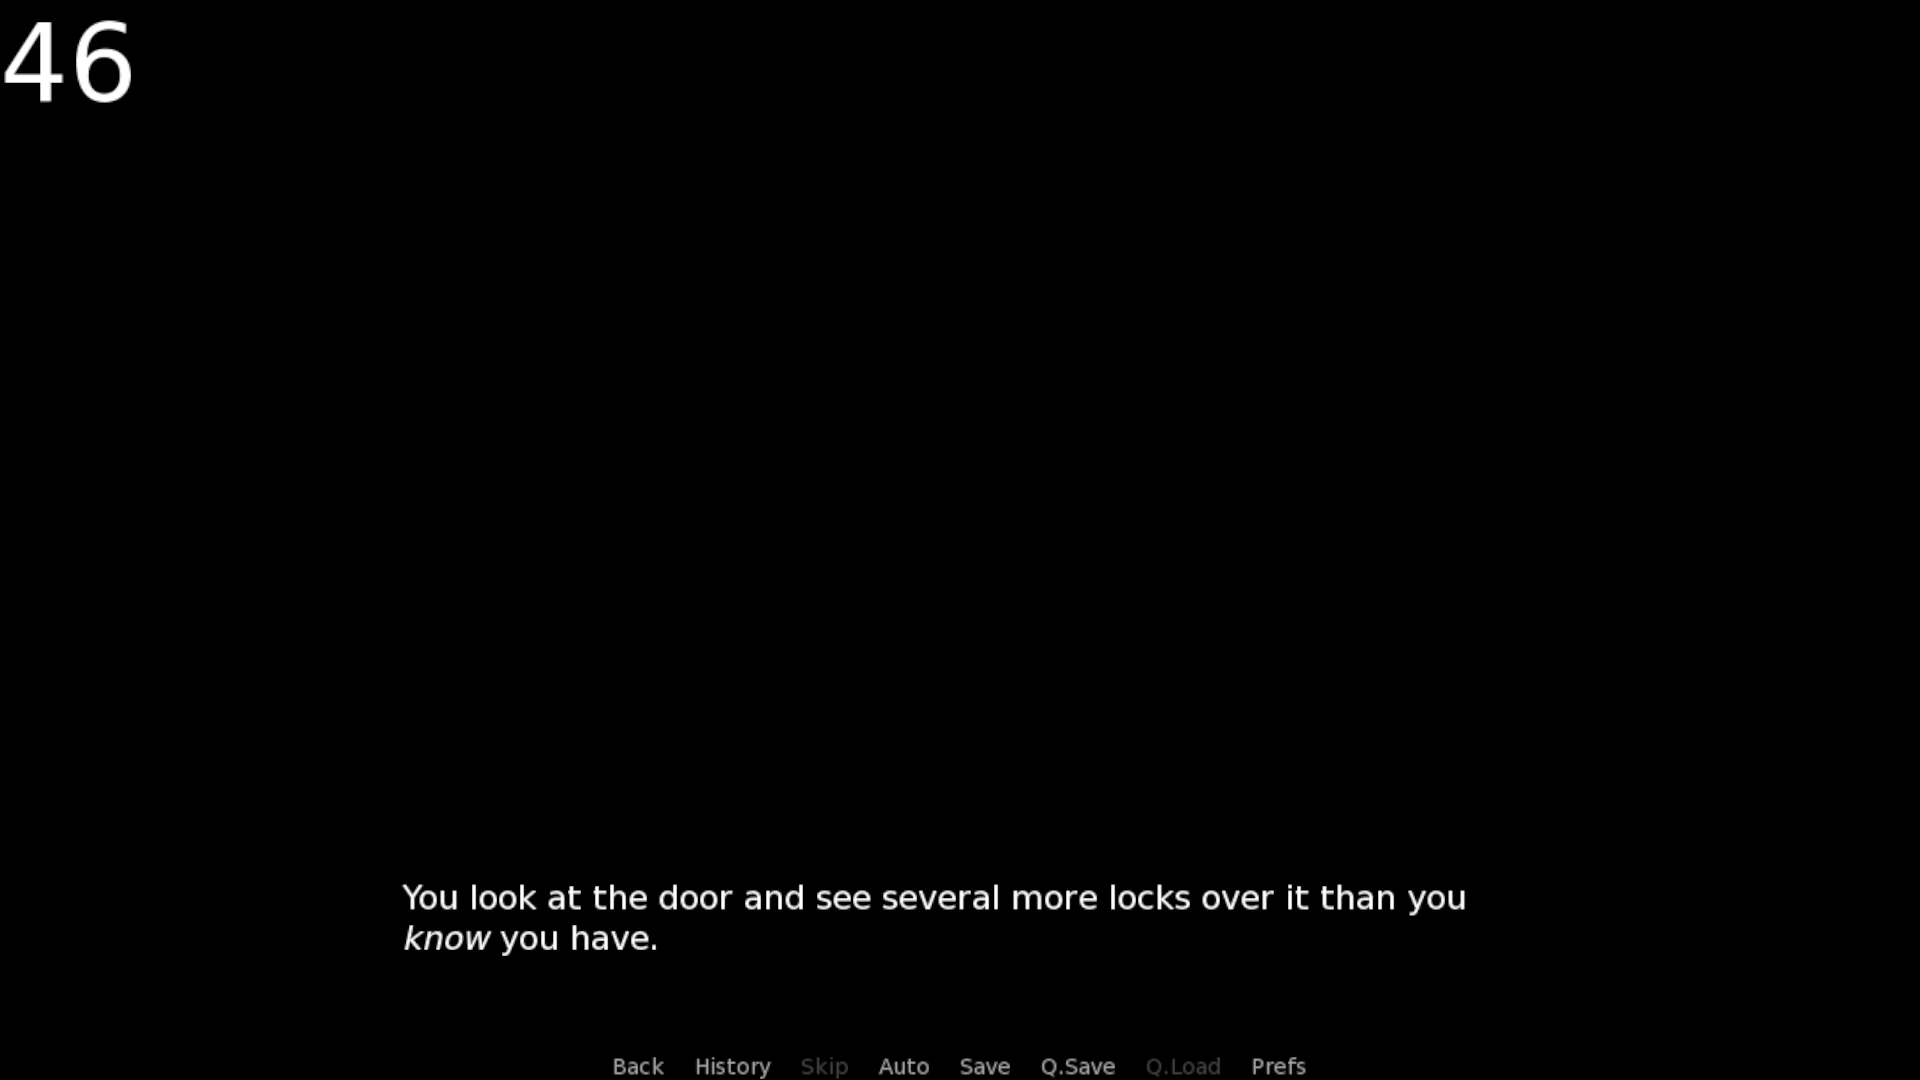 46
You look at the door and see several more locks over it than you
know you have.
Back History Skip Auto Save Q.Save Q.Load Prefs